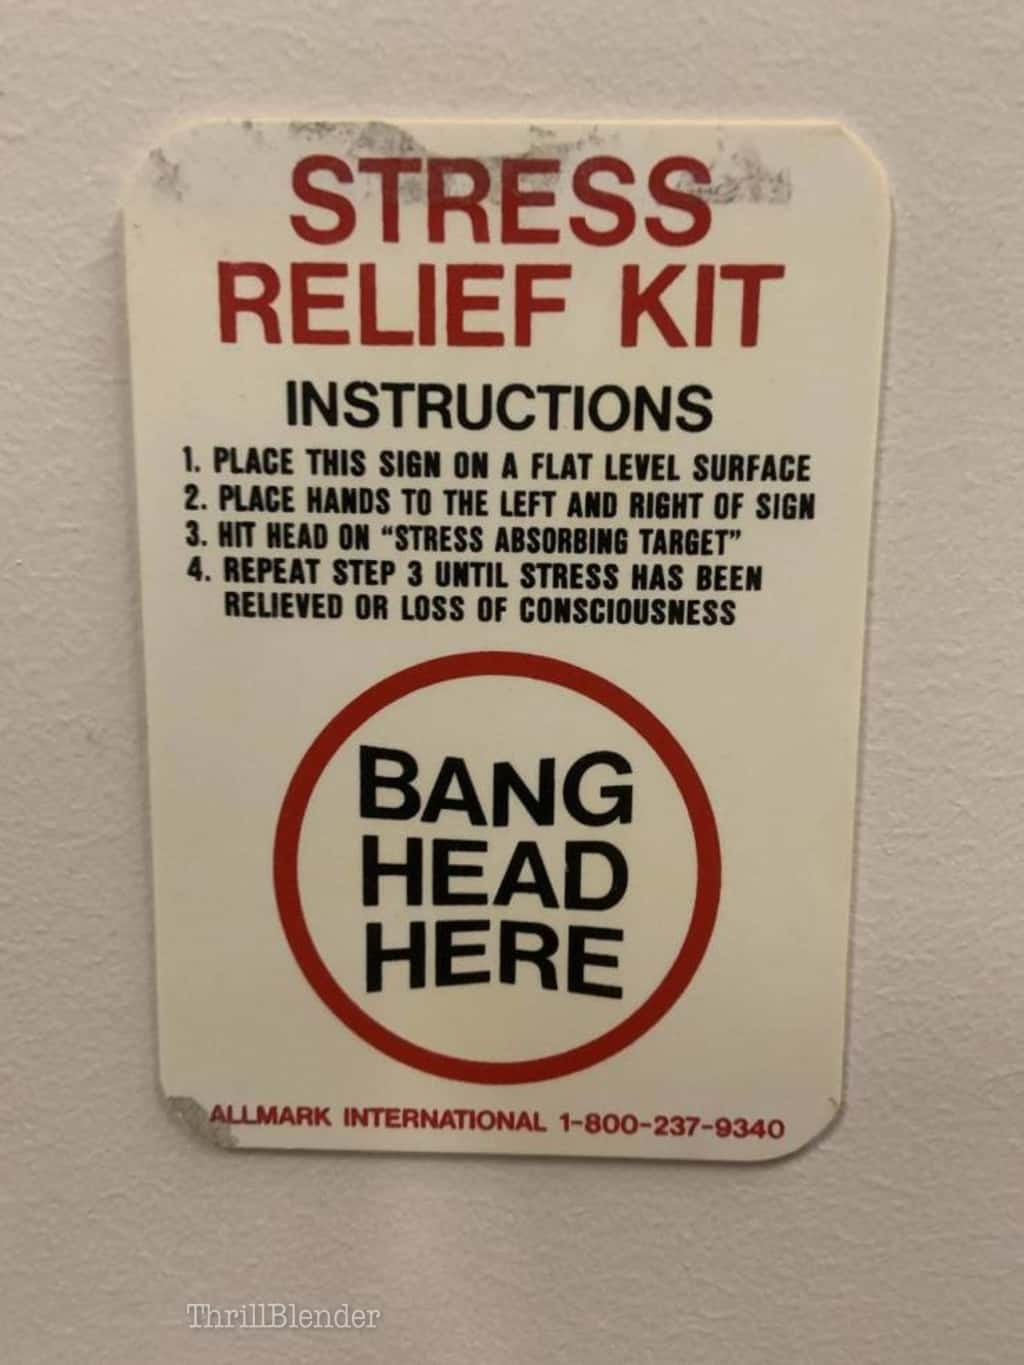 STRESS
RELIEF KIT
INSTRUCTIONS
1. PLACE THIS SIGN ON A FLAT LEVEL SURFACE
2. PLACE HANDS TO THE LEFT AND RIGHT OF SIGN
3. HIT HEAD ON “STRESS ABSORBING TARGET”
4. REPEAT STEP 3 UNTIL STRESS HAS BEEN
RELIEVED OR LOSS OF CONSCIOUSNESS
BANG
HEAD
HERE
ALLMARK INTERNATIONAL 1-800-237-9340
ThrillBlender